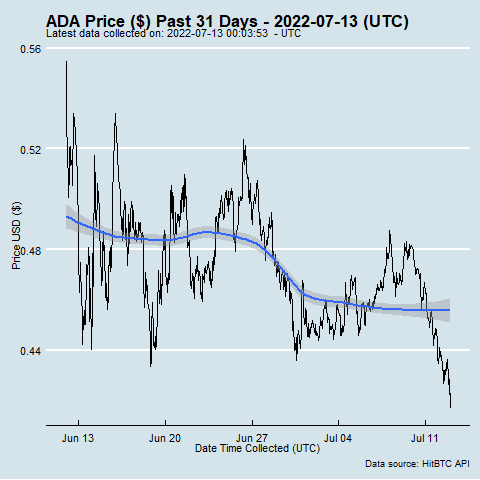 ADA Price ($) Past 31 Days - 2022-07-13 (UTC)
Latest data collected on: 2022-07-13 00:03:53 - UTC
0.56
0.52
0.48
0.44
Price USD ($)
Jun 13 Jun 20 Jun 27 Jul 04 Jul 11
Date Time Collected (UTC)
Data source: HitBTC API